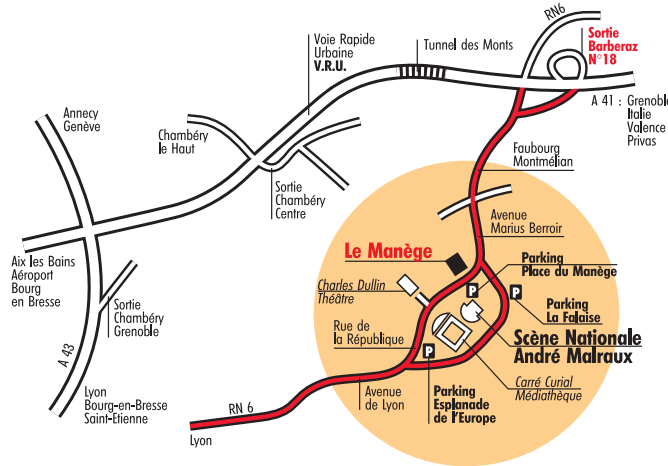 RN6
Sortie
Barberaz
N°18
Voie Rapide
Urbaine
V.R.U.
Tunnel des Monts
A 41 : Grenoble
Italie
Valence
Privas
Annecy
Genève
Chambéry
le Haut
Faubourg
Montmélian
Sortie
Chambéry
Centre
Avenue
Marius Berroir
Aix les Bains
Aéroport
Bourg
en Bresse
Le Manège
Parking
Place du Manège
P
P
Charles Dullin
Théâtre
Parking
La Falaise
Sortie
Chambéry
Grenoble
Rue de
la République
Scène Nationale
André Malraux
P
A 43
Carré Curial
Médiathèque
Lyon
Bourg-en-Bresse
Saint-Etienne
Avenue
de Lyon
Parking
Esplanade
de l'Europe
RN 6
Lyon